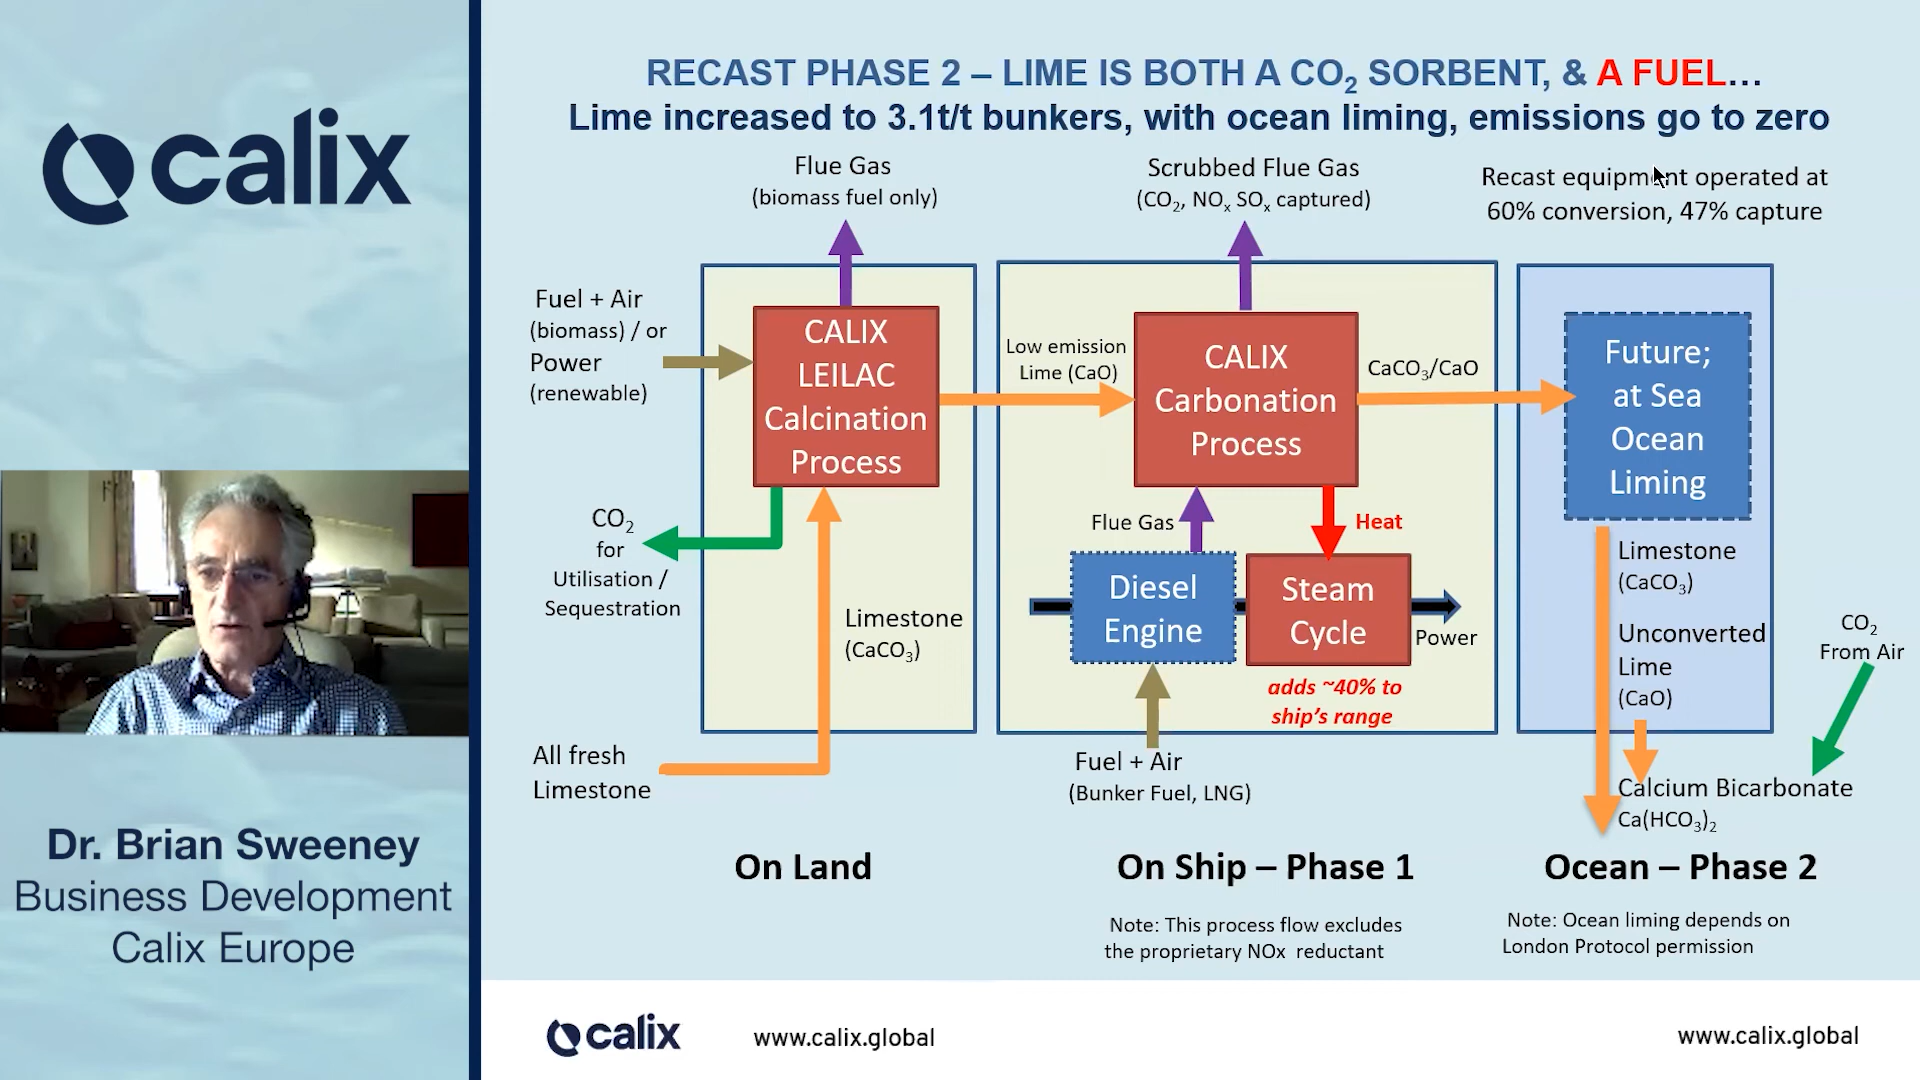 calix
Dr. Brian Sweeney
Business Development
Calix Europe
RECAST PHASE 2 – LIME IS BOTH A CO₂ SORBENT, & A FUEL...
Lime increased to 3.1t/t bunkers, with ocean liming, emissions go to zero
Flue Gas
(biomass fuel only)
Scrubbed Flue Gas
(CO₂, NOₓ SOₓ captured)
Recast equipment operated at
60% conversion, 47% capture
Fuel + Air
(biomass) / or
Power
(renewable)
CALIX
LEILAC
Calcination
Process
Low emission
Lime (CaO)
CALIX
Carbonation
Process
CaCO₃/CaO
Future;
at Sea
Ocean
Liming
CO₂
for
Utilisation /
Sequestration
Limestone
(CaCO₃)
All fresh
Limestone
Flue Gas
Heat
Diesel
Engine
Steam
Cycle
Power
adds ~40% to
ship's range
Fuel + Air
(Bunker Fuel, LNG)
Limestone
(CaCO₃)
Unconverted
Lime
(CaO)
CO₂
From Air
Calcium Bicarbonate
Ca(HCO₃)₂
On Land
On Ship – Phase 1
Ocean – Phase 2
Note: This process flow excludes
the proprietary NOx reductant
Note: Ocean liming depends on
London Protocol permission
calix
www.calix.global
www.calix.global